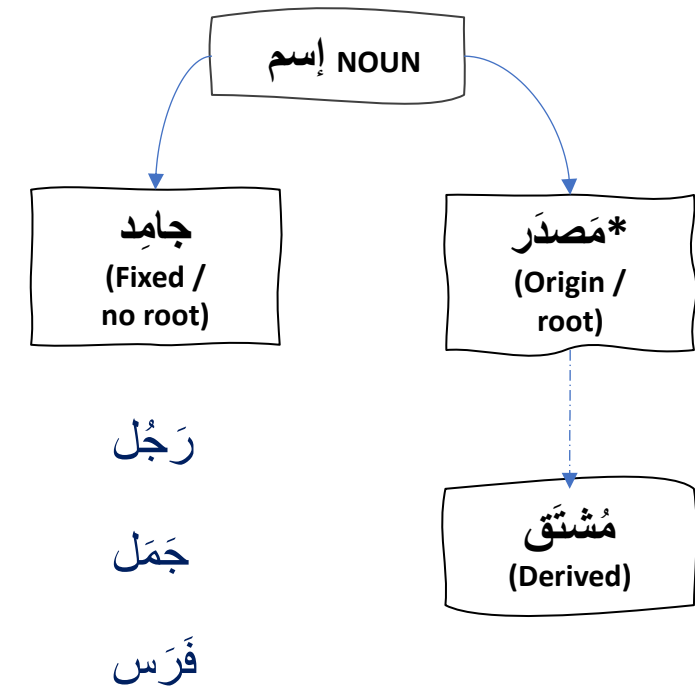 إسم NOUN
جامِد
(Fixed /
no root)
*مَصدَر
(Origin /
root)
رَجُل
جَمَل
فَرَس
مُشتَق
(Derived)